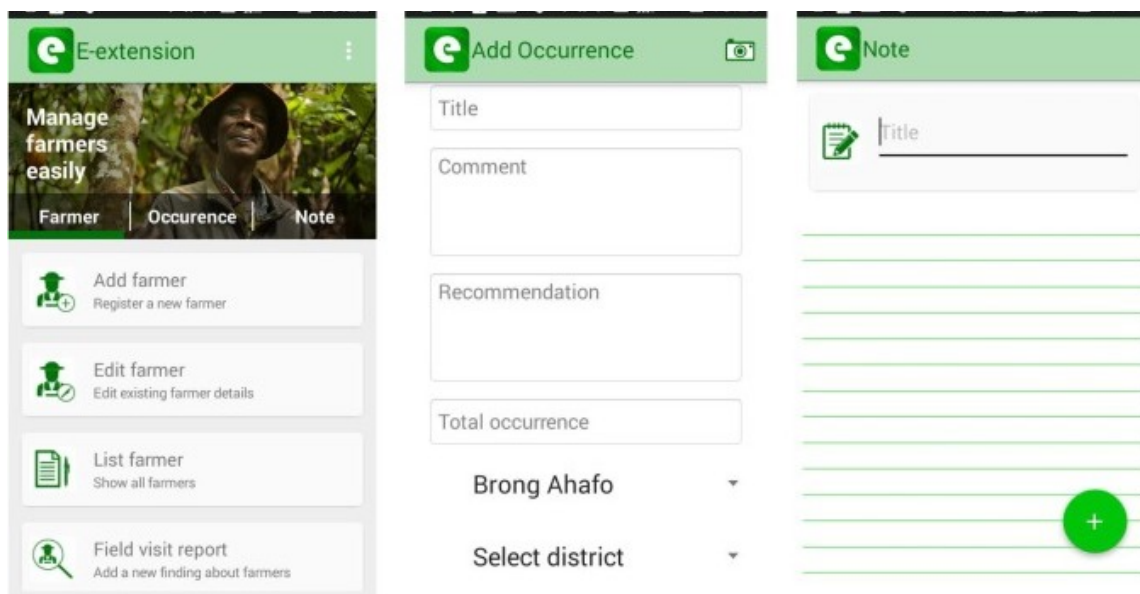 E-extension
Manage
farmers
easily
Farmer
Occurence
Note
Add farmer
Register a new farmer
Edit farmer
Edit existing farmer details
List farmer
Show all farmers
Field visit report
Add a new finding about farmers
Add Occurrence
Title
Comment
Recommendation
Total occurrence
Brong Ahafo
Select district
Note
Title